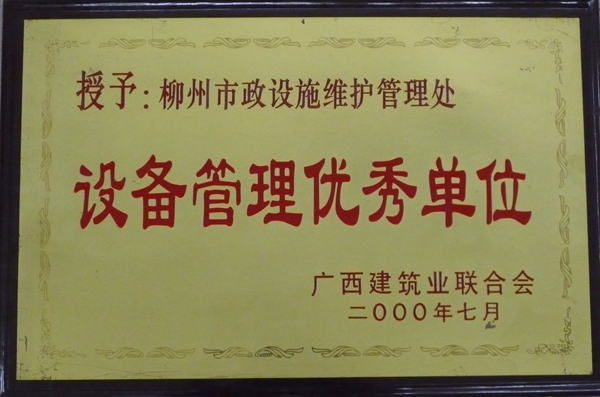 授予：柳州市政设施维护管理处
设备管理优秀单位
广西建筑业联合会
二〇〇〇年七月